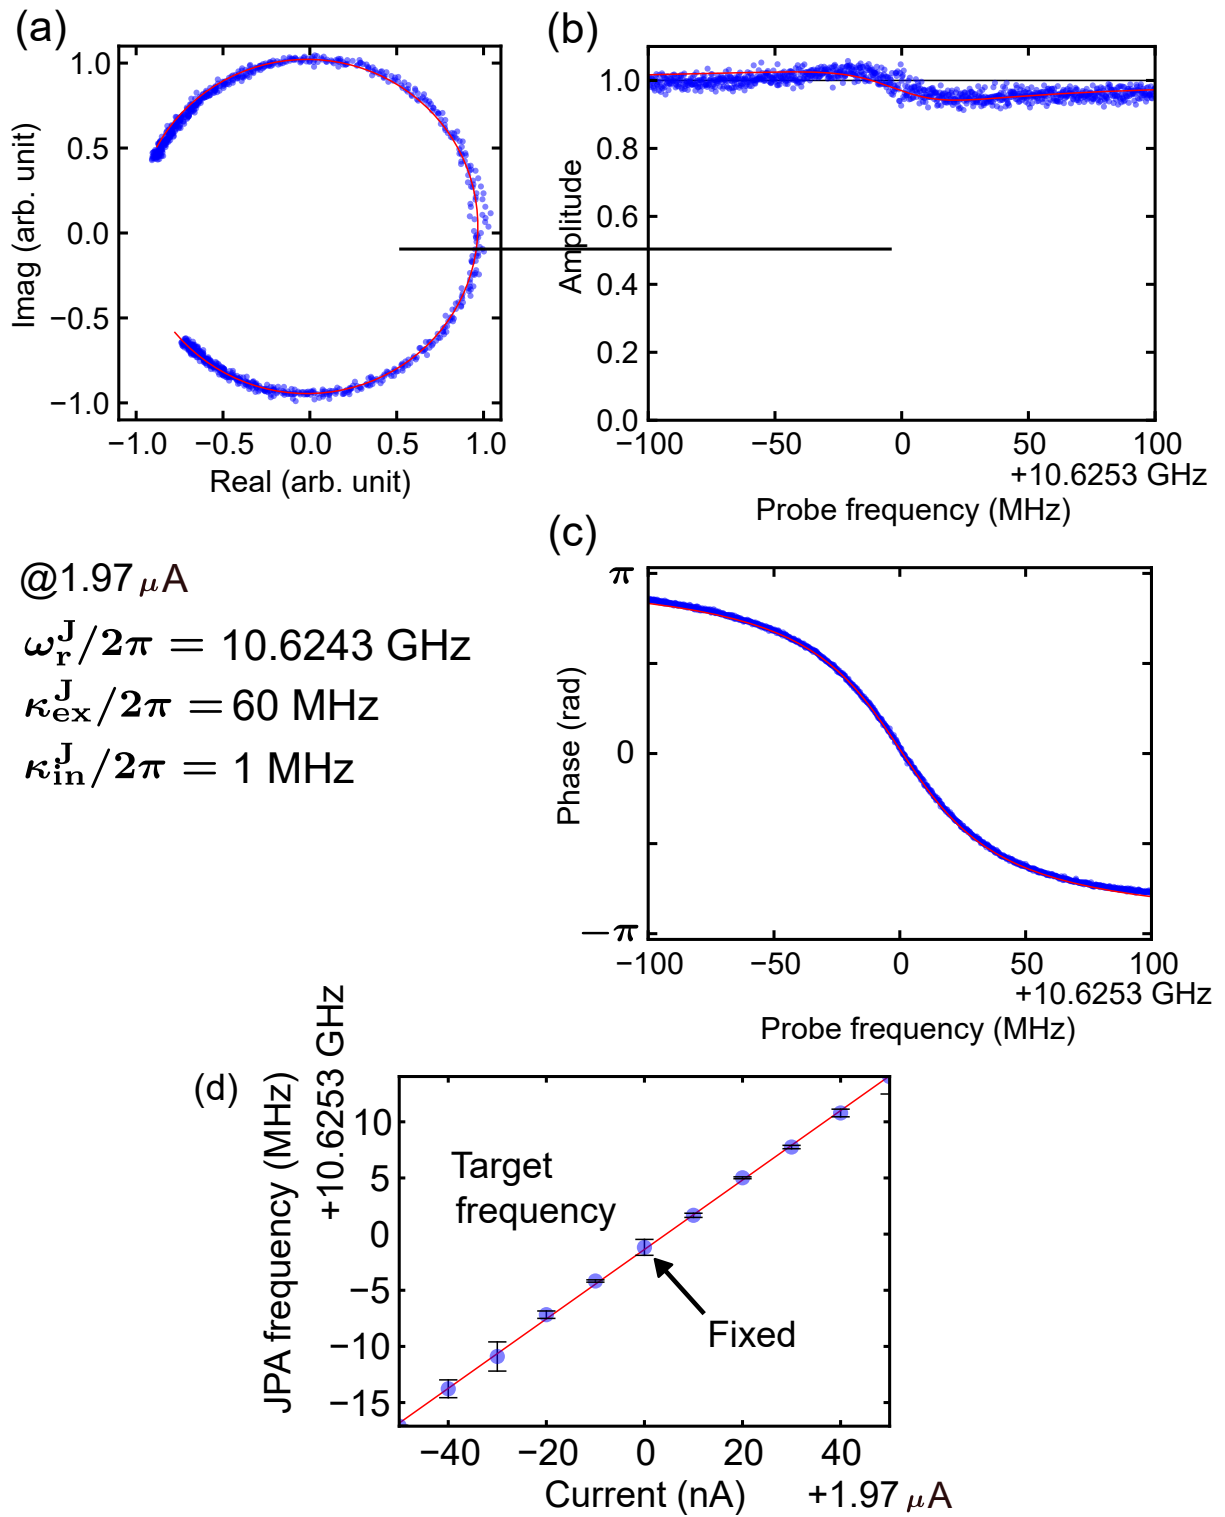 (a)
1.0
0.5
0.0
−0.5
−1.0
Imag (arb. unit)
−1.0 −0.5 0.0 0.5 1.0
Real (arb. unit)
(b)
1.0
0.8
0.6
0.4
0.2
0.0
Amplitude
−100 −50 0 50 100
+10.6253 GHz
Probe frequency (MHz)
@1.97 μA
ω_r^J/2π = 10.6243 GHz
κ_ex^J/2π = 60 MHz
κ_in^J/2π = 1 MHz
(c)
π
0
−π
Phase (rad)
−100 −50 0 50 100
+10.6253 GHz
Probe frequency (MHz)
(d)
JPA frequency (MHz)
+10.6253 GHz
10
5
0
−5
−10
−15
Target
frequency
Fixed
−40 −20 0 20 40
Current (nA) +1.97 μA